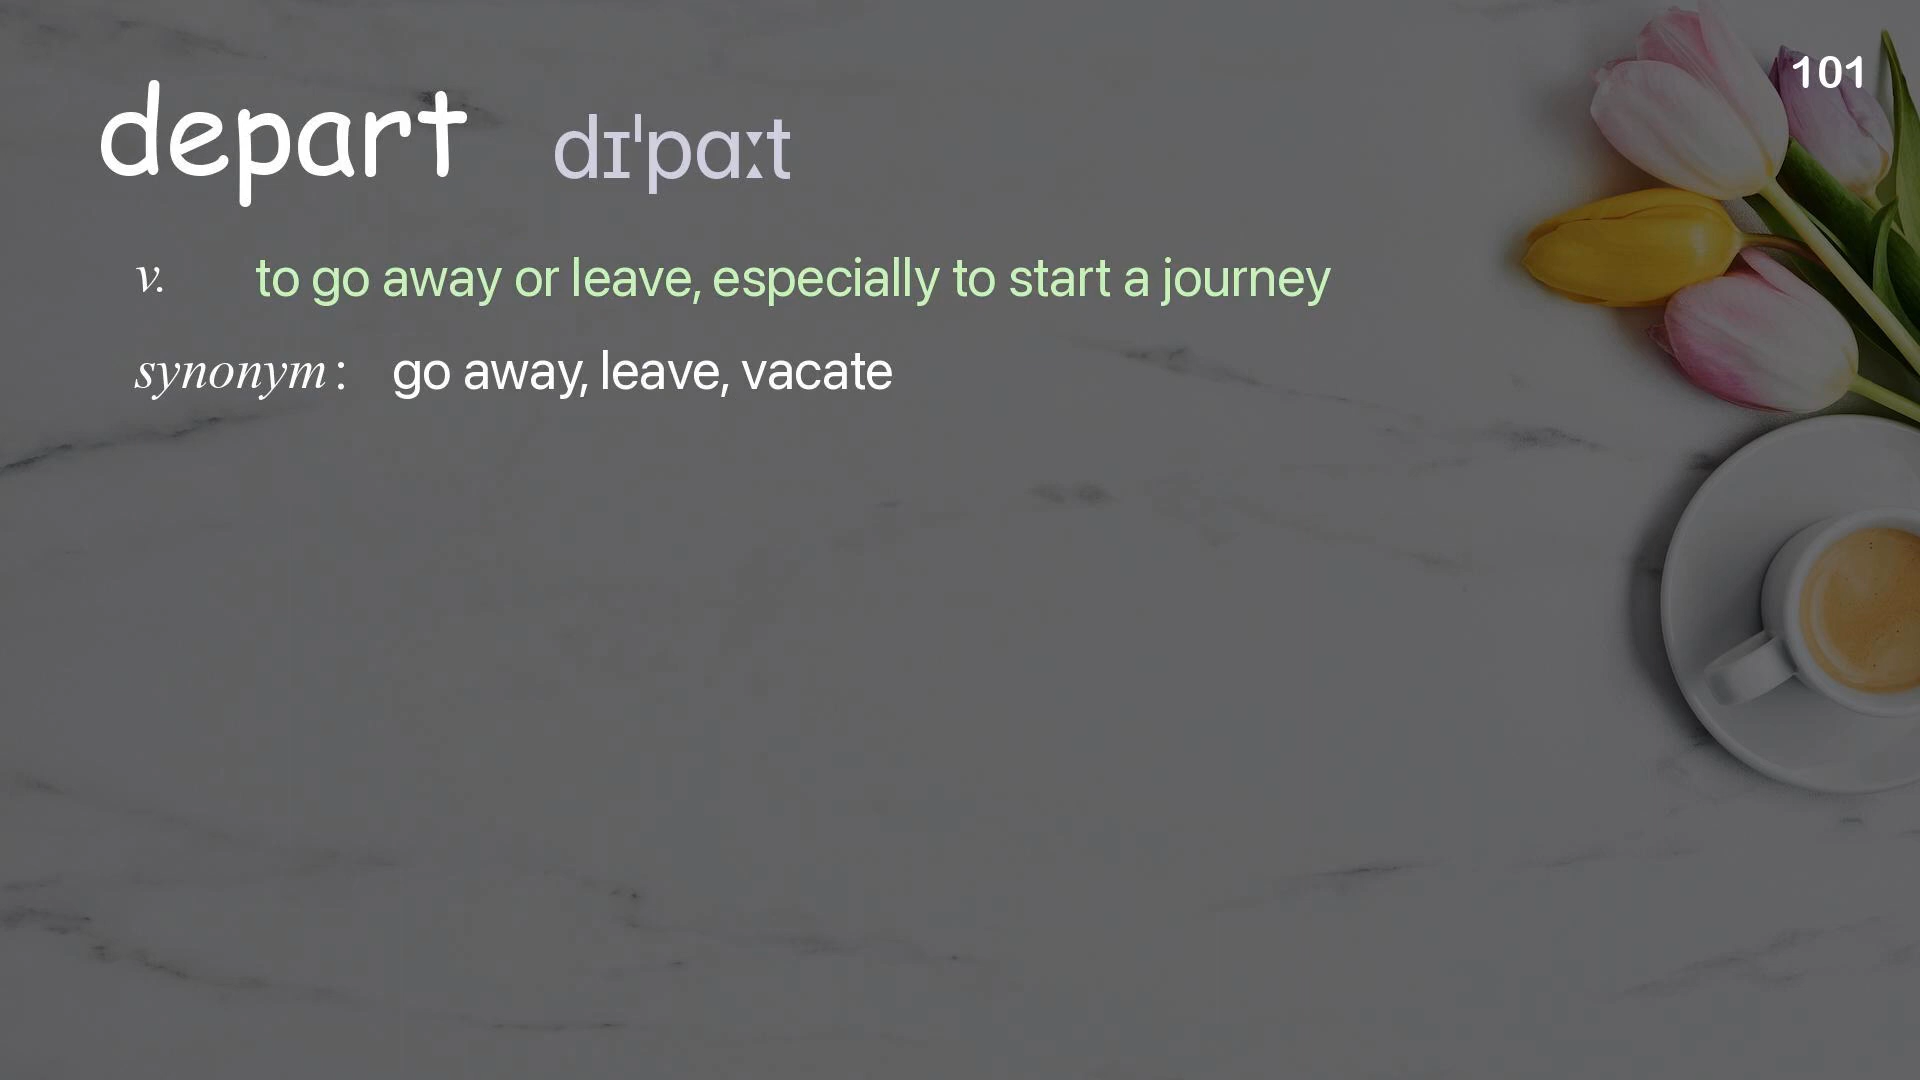 101
depart dɪˈpɑːt
v. to go away or leave, especially to start a journey
synonym : go away, leave, vacate